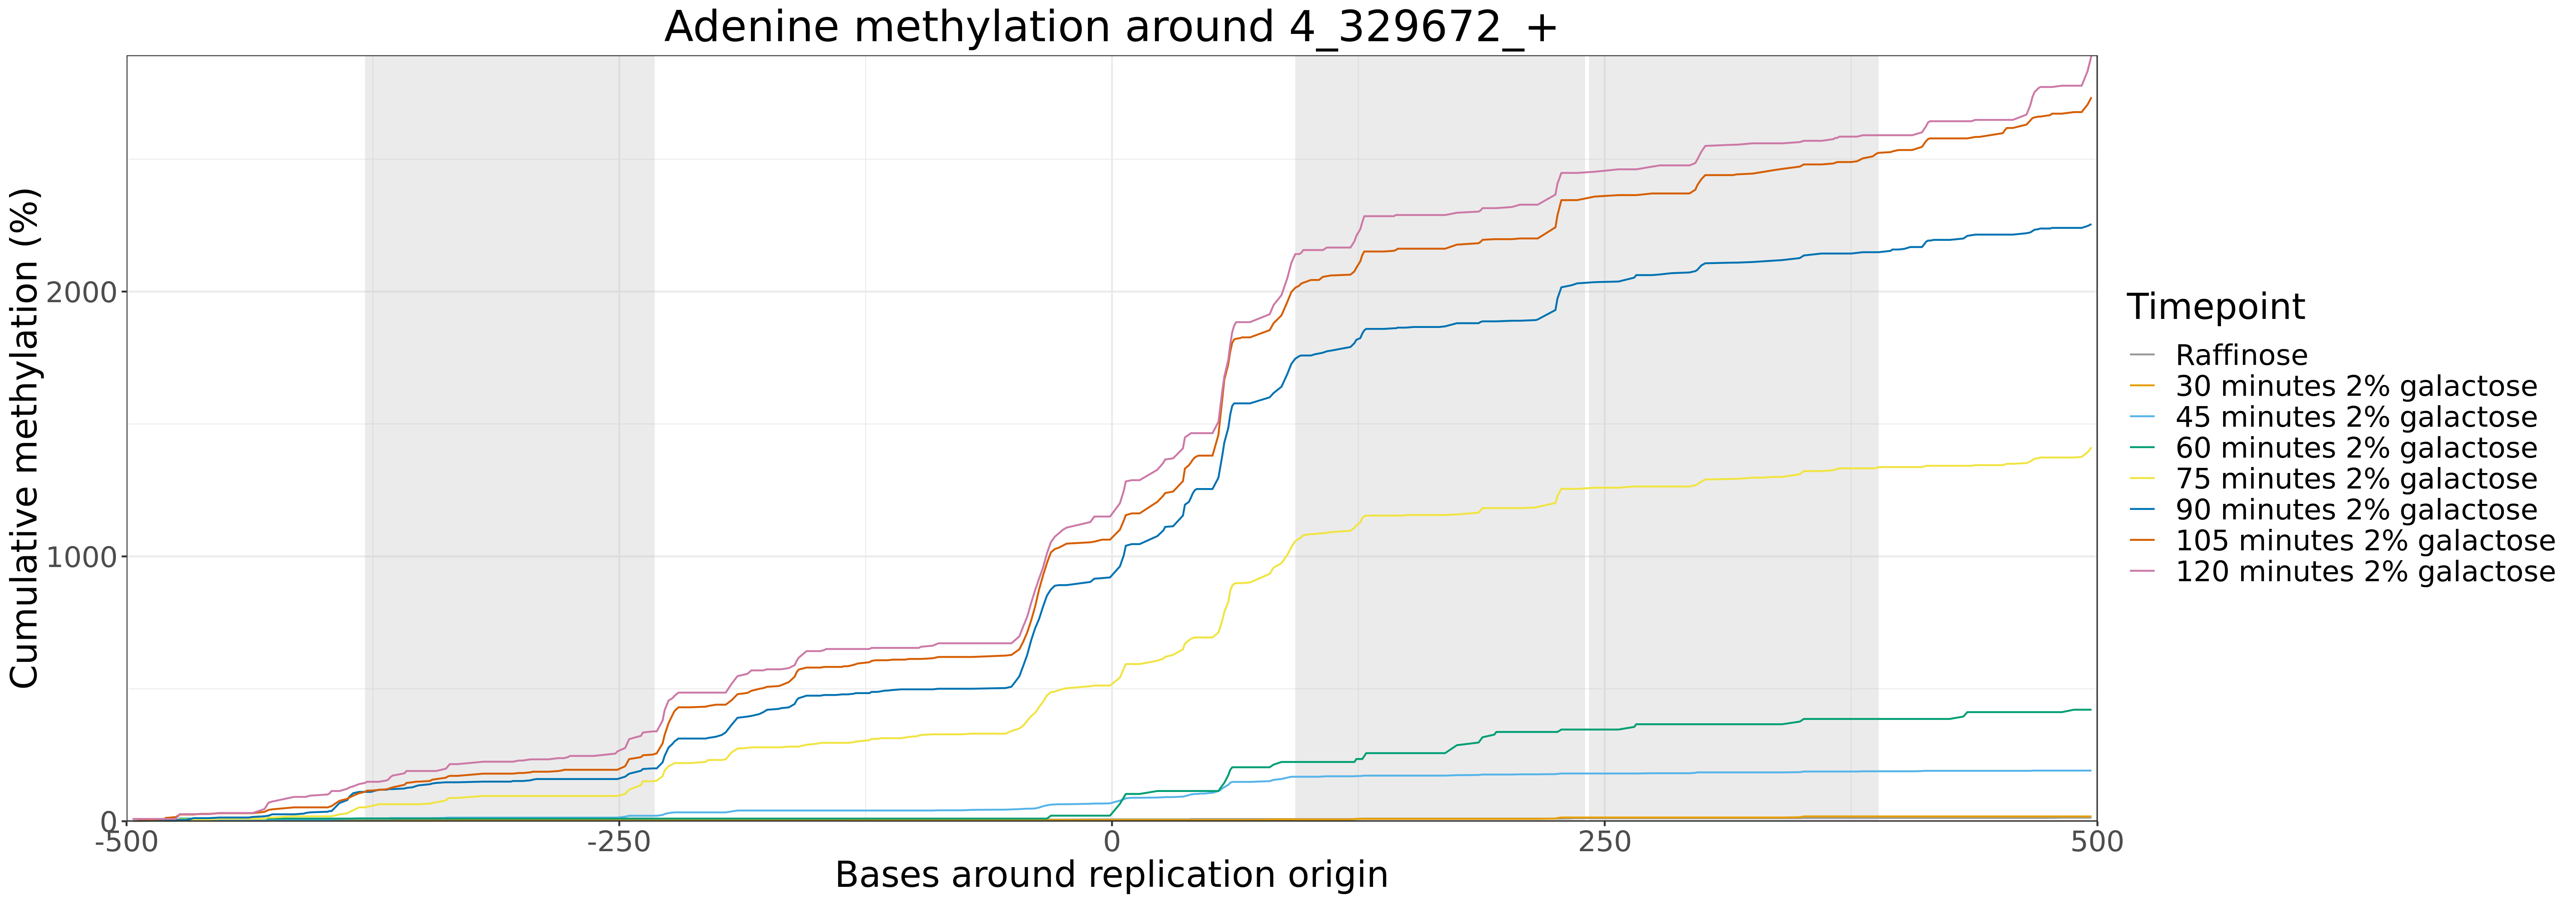 Adenine methylation around 4_329672_+
Cumulative methylation (%)
2000
1000
0
-500
-250
0
250
500
Bases around replication origin
Timepoint
Raffinose
30 minutes 2% galactose
45 minutes 2% galactose
60 minutes 2% galactose
75 minutes 2% galactose
90 minutes 2% galactose
105 minutes 2% galactose
120 minutes 2% galactose